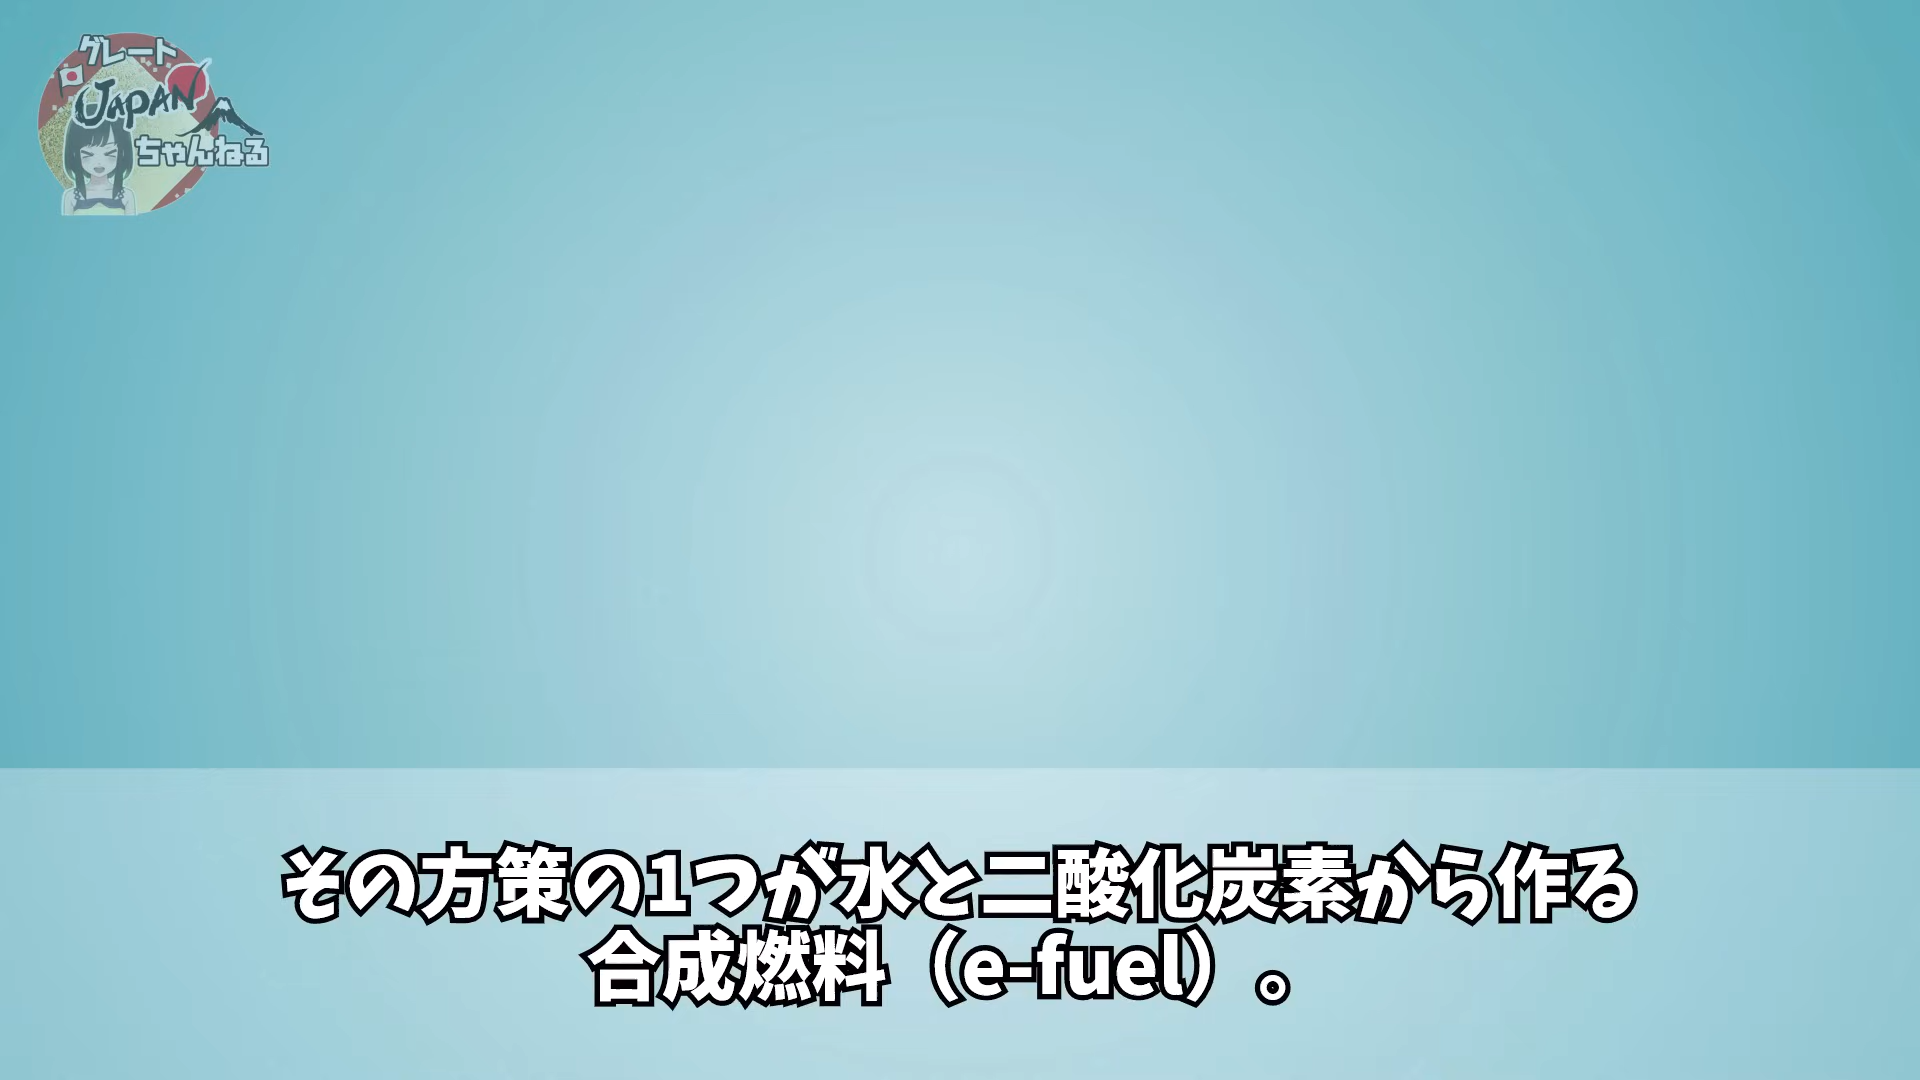 グレート
JAPAN
ちゃんねる
その方策の1つが水と二酸化炭素から作る
合成燃料（e-fuel）。